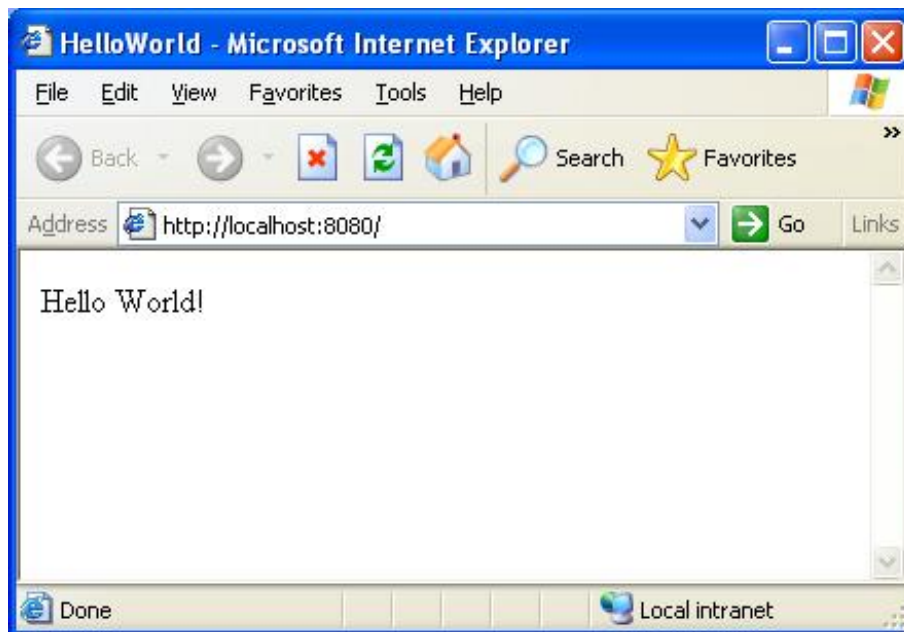 HelloWorld - Microsoft Internet Explorer
File Edit View Favorites Tools Help
Back Search Favorites »
Address http://localhost:8080/ Go Links
Hello World!
Done Local intranet